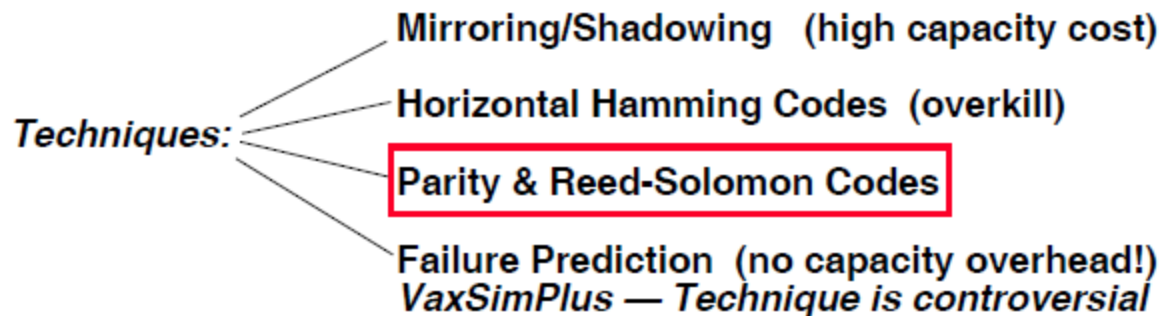 Mirroring/Shadowing (high capacity cost)
Horizontal Hamming Codes (overkill)
Techniques:
Parity & Reed-Solomon Codes
Failure Prediction (no capacity overhead!)
VaxSimPlus — Technique is controversial